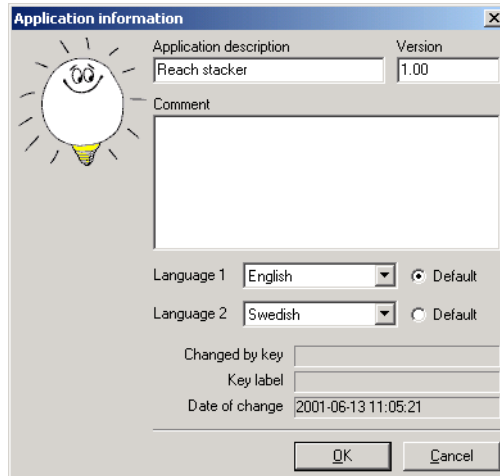 Application information
Application description Version
Reach stacker 1.00
Comment
Language 1 English Default
Language 2 Swedish Default
Changed by key
Key label
Date of change 2001-06-13 11:05:21
OK Cancel